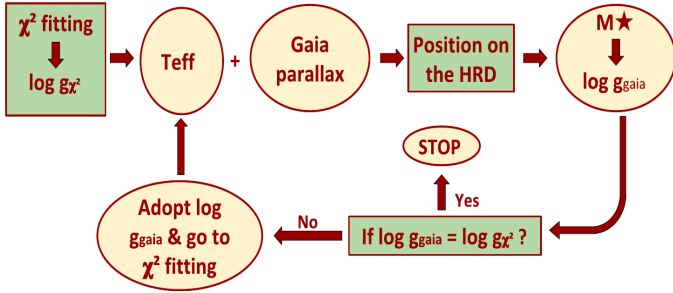 χ² fitting
log gχ²
Teff
+
Gaia
parallax
Position on
the HRD
M★
log ggaia
STOP
Yes
If log ggaia = log gχ² ?
No
Adopt log
ggaia & go to
χ² fitting